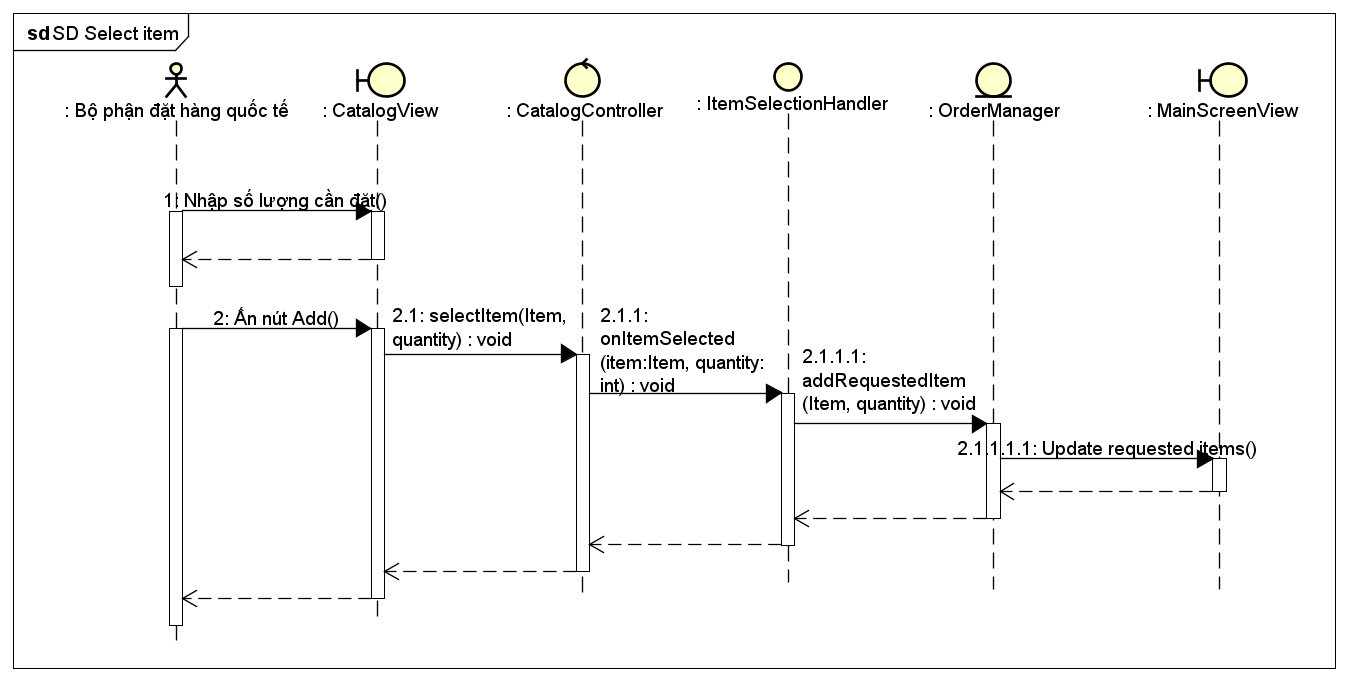 sd SD Select item
: Bộ phận đặt hàng quốc tế
: CatalogView
: CatalogController
: ItemSelectionHandler
: OrderManager
: MainScreenView
1: Nhập số lượng cần đặt()
2: Ấn nút Add()
2.1: selectItem(Item,
quantity) : void
2.1.1:
onItemSelected
(item:Item, quantity:
int) : void
2.1.1.1:
addRequestedItem
(Item, quantity) : void
2.1.1.1.1: Update requested items()